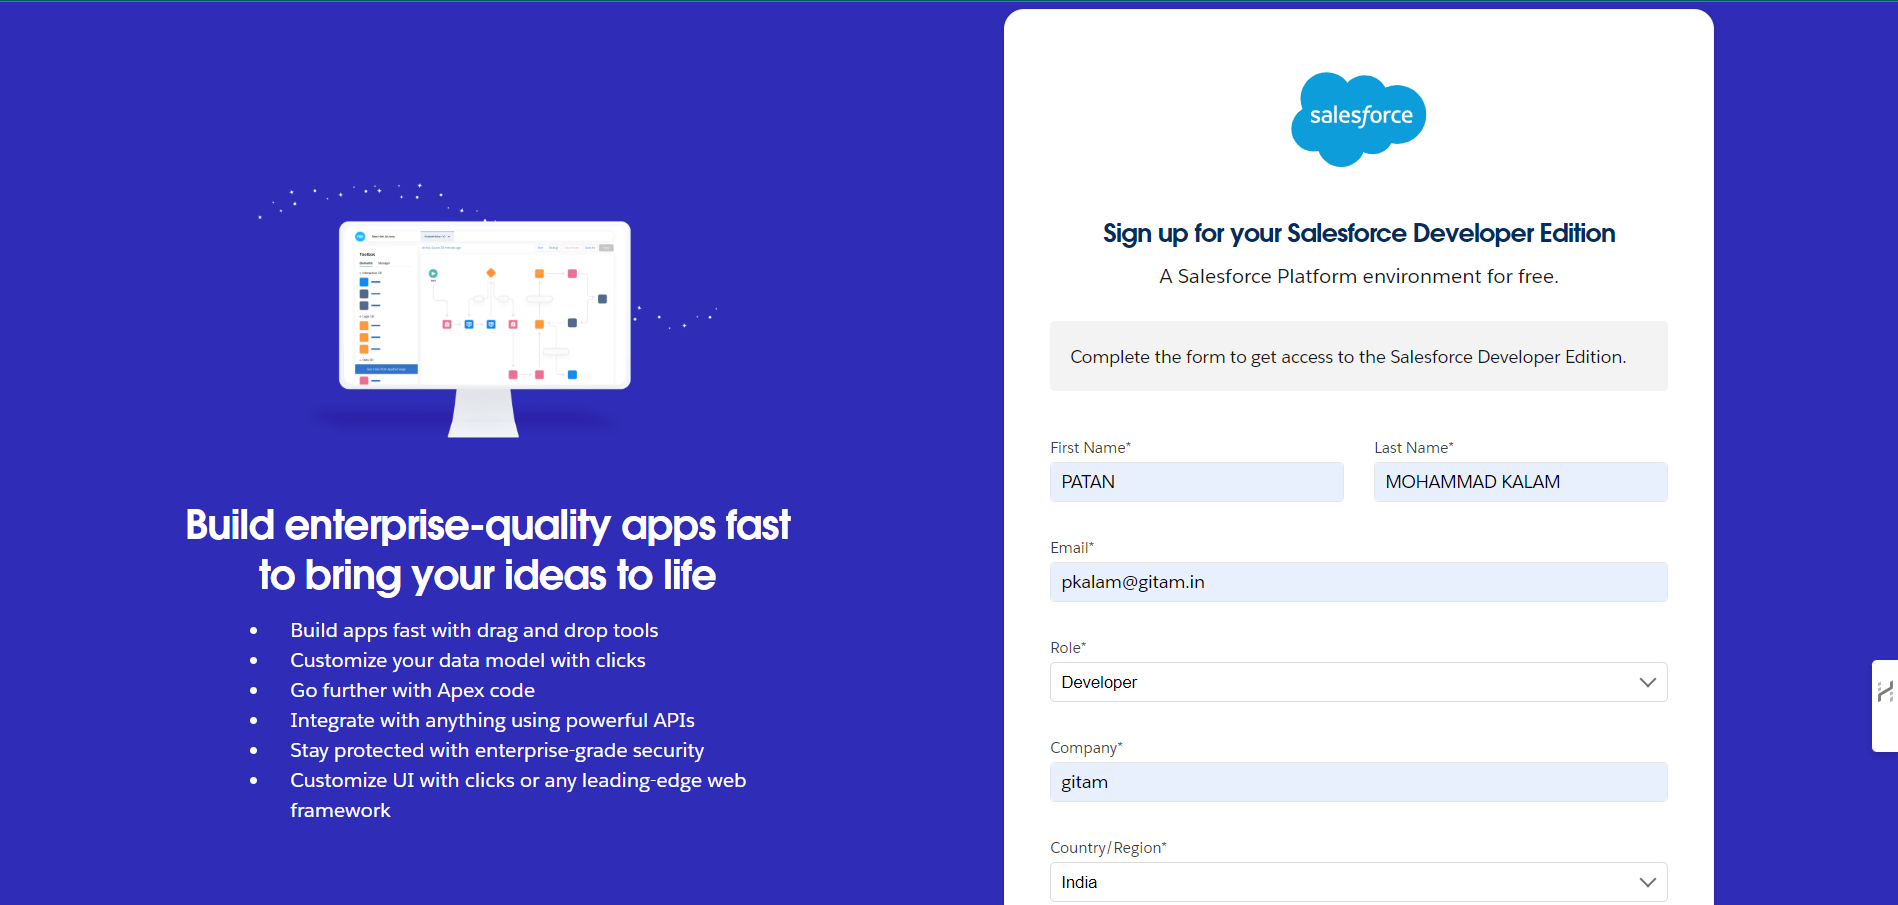 Build enterprise-quality apps fast
to bring your ideas to life
Build apps fast with drag and drop tools
Customize your data model with clicks
Go further with Apex code
Integrate with anything using powerful APIs
Stay protected with enterprise-grade security
Customize UI with clicks or any leading-edge web
framework
salesforce
Sign up for your Salesforce Developer Edition
A Salesforce Platform environment for free.
Complete the form to get access to the Salesforce Developer Edition.
First Name* Last Name*
PATAN MOHAMMAD KALAM
Email*
pkalam@gitam.in
Role*
Developer
Company*
gitam
Country/Region*
India